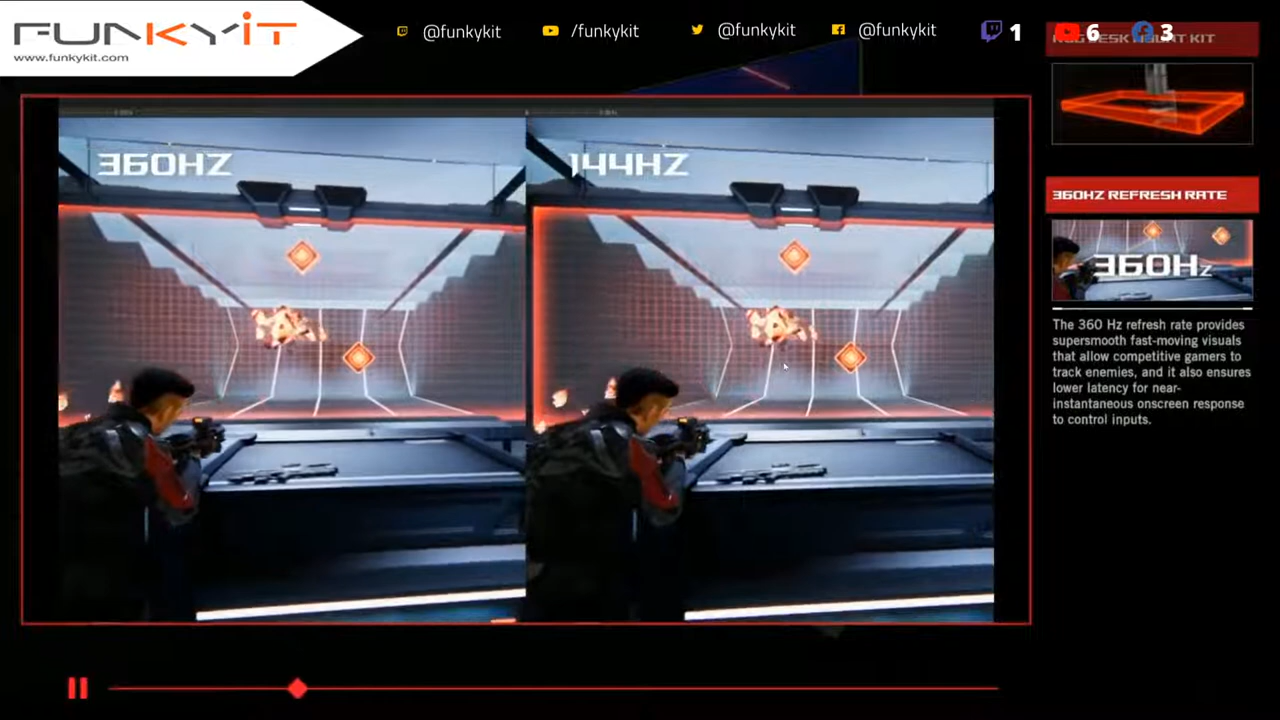 FUNKYKIT
www.funkykit.com
@funkykit
/funkykit
@funkykit
@funkykit
1
6
3
360HZ
144HZ
360HZ REFRESH RATE
360Hz
The 360 Hz refresh rate provides
supersmooth fast-moving visuals
that allow competitive gamers to
track enemies, and it also ensures
lower latency for near-
instantaneous onscreen response
to control inputs.